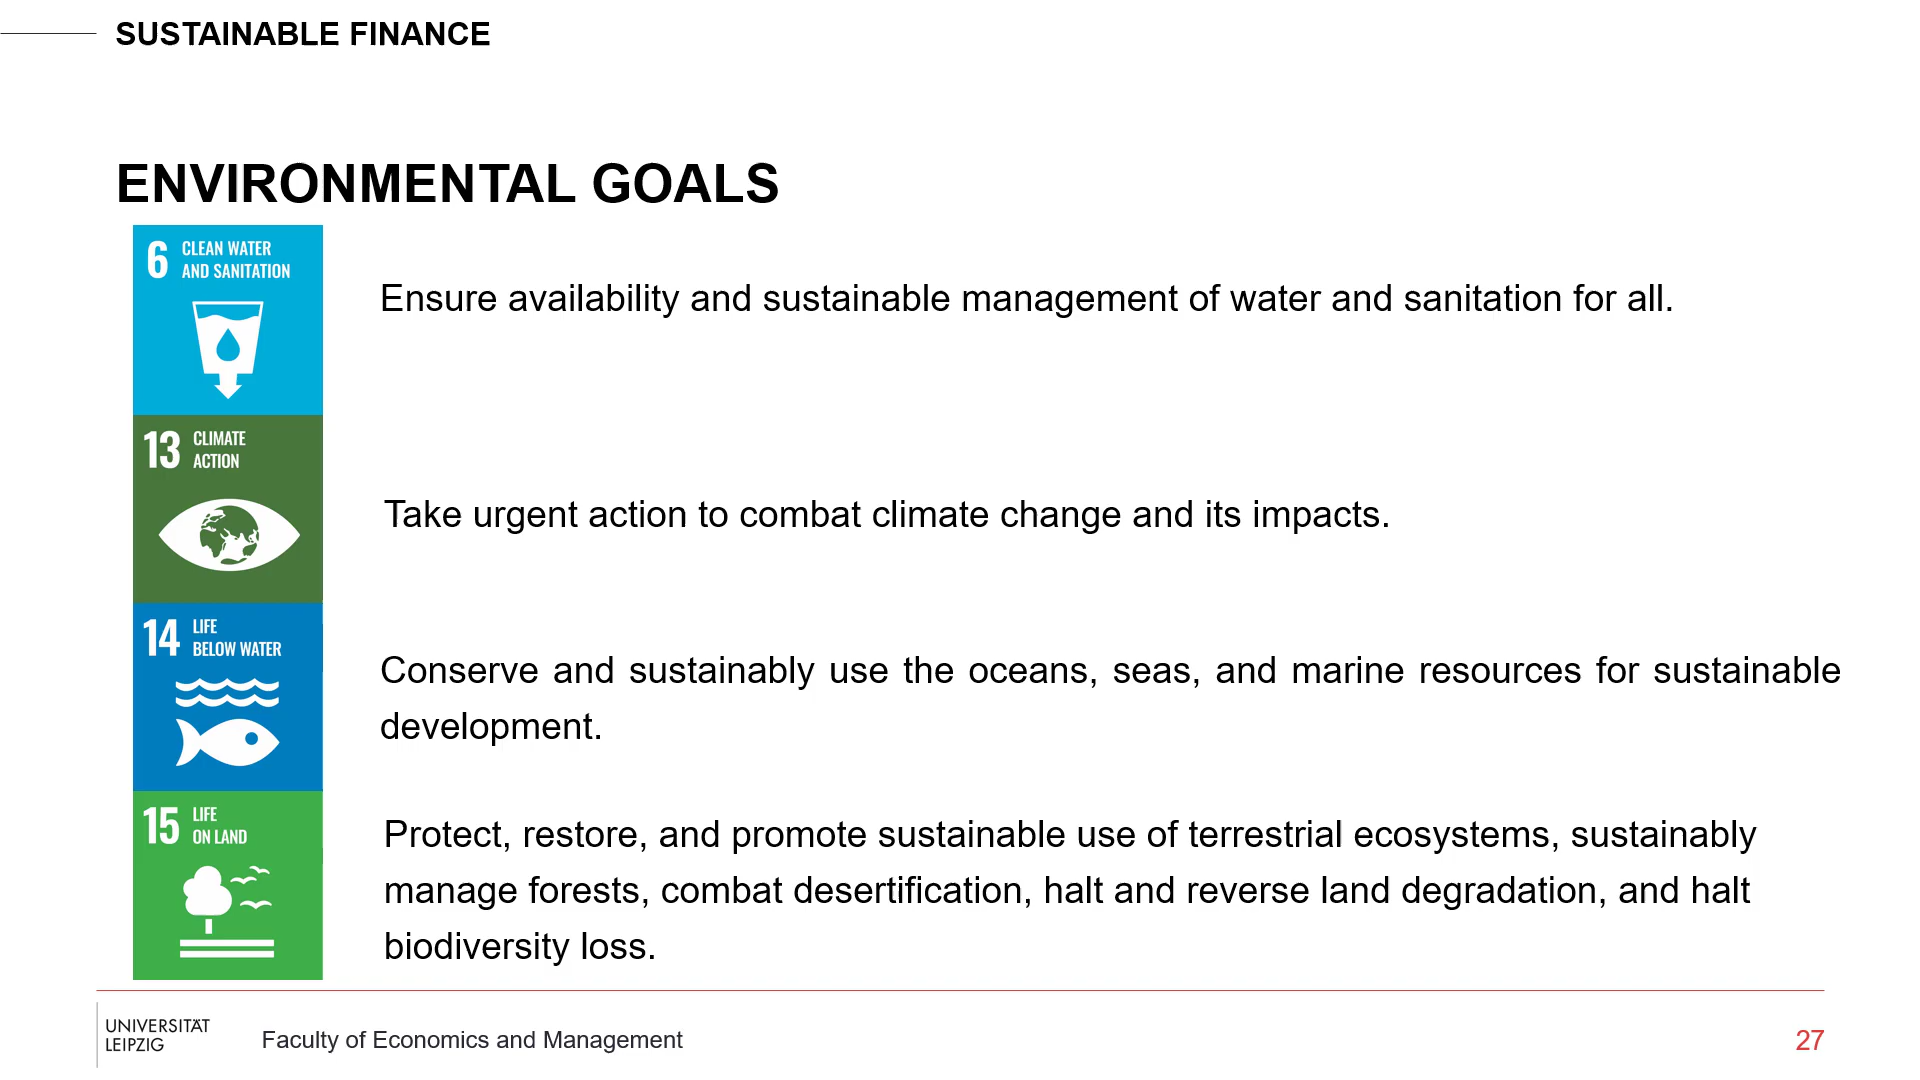 SUSTAINABLE FINANCE
ENVIRONMENTAL GOALS
6 CLEAN WATER
AND SANITATION
Ensure availability and sustainable management of water and sanitation for all.
13 CLIMATE
ACTION
Take urgent action to combat climate change and its impacts.
14 LIFE
BELOW WATER
Conserve and sustainably use the oceans, seas, and marine resources for sustainable
development.
15 LIFE
ON LAND
Protect, restore, and promote sustainable use of terrestrial ecosystems, sustainably
manage forests, combat desertification, halt and reverse land degradation, and halt
biodiversity loss.
UNIVERSITÄT
LEIPZIG
Faculty of Economics and Management
27